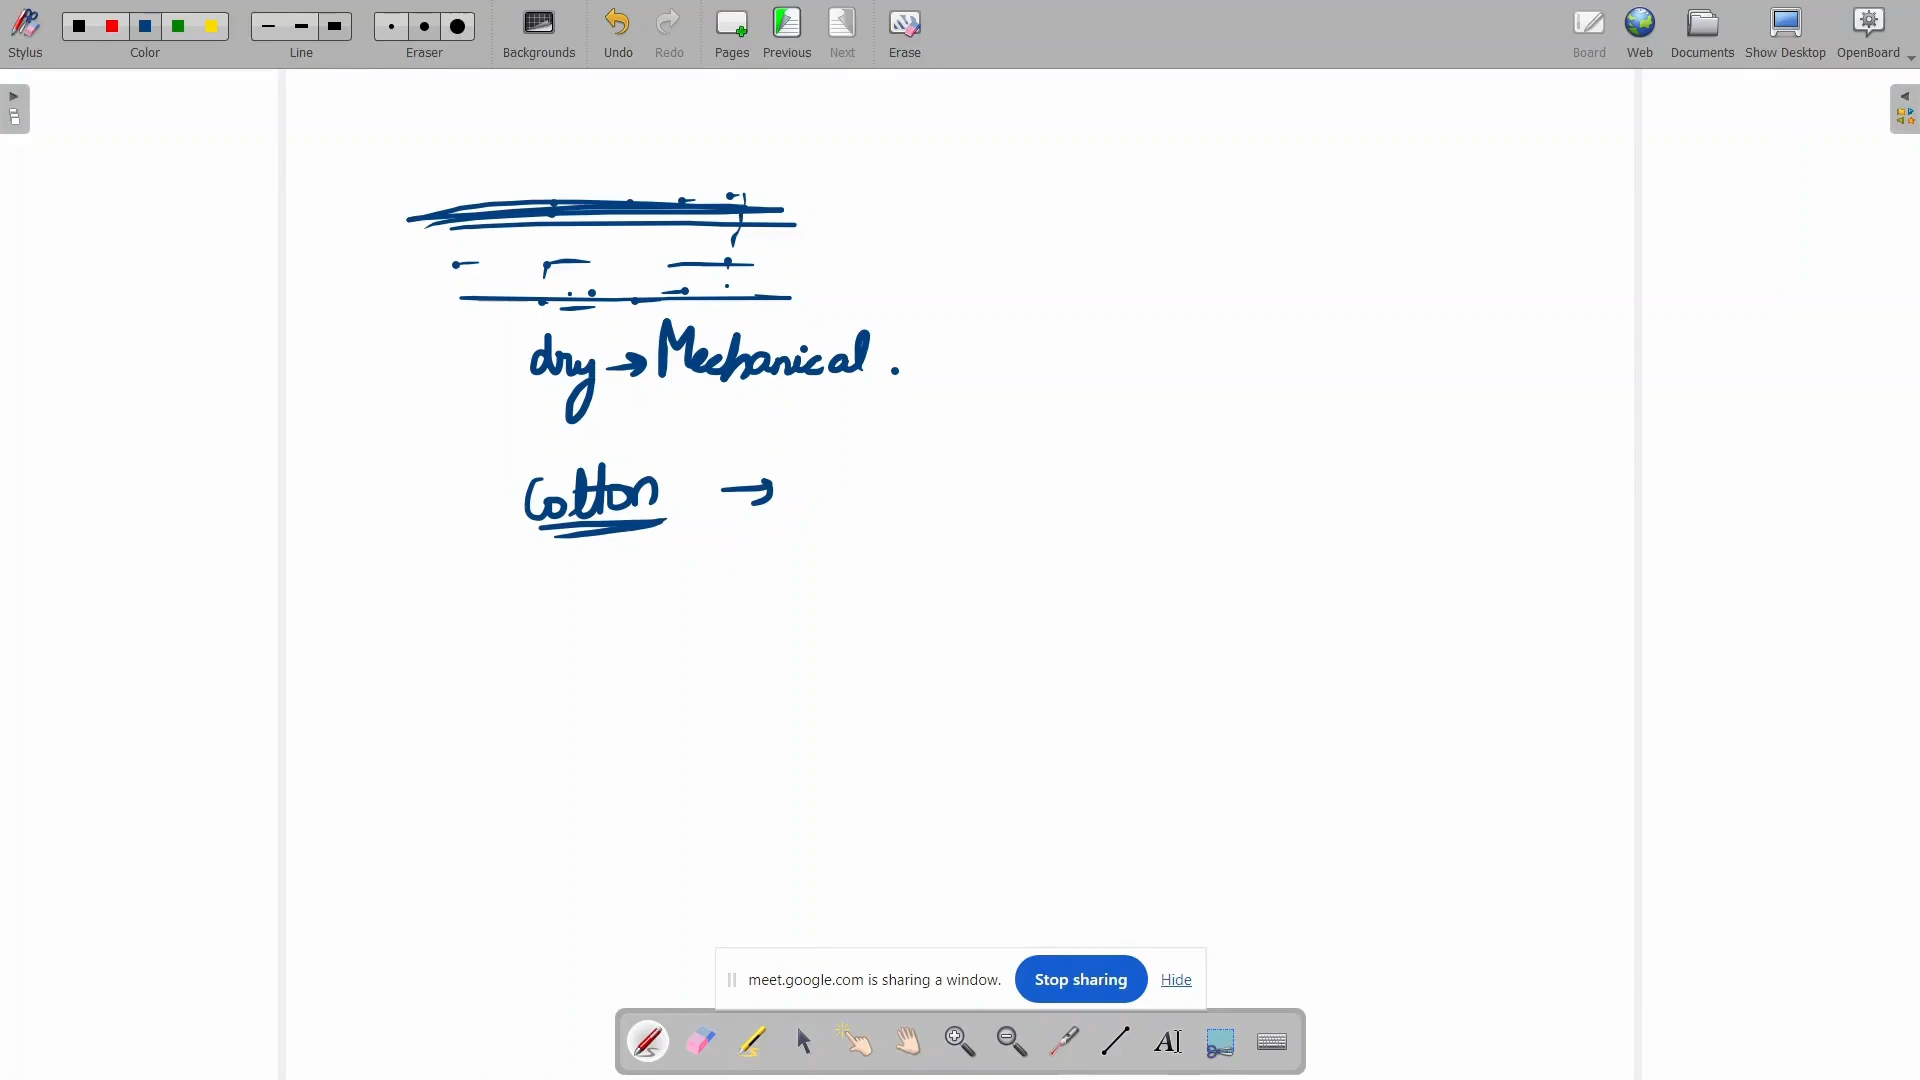 Stylus
Color
Line
Eraser
Backgrounds
Undo
Redo
Pages
Previous
Next
Erase
Board
Web
Documents
Show Desktop
OpenBoard
dry → Mechanical .
Cotton →
meet.google.com is sharing a window.
Stop sharing
Hide